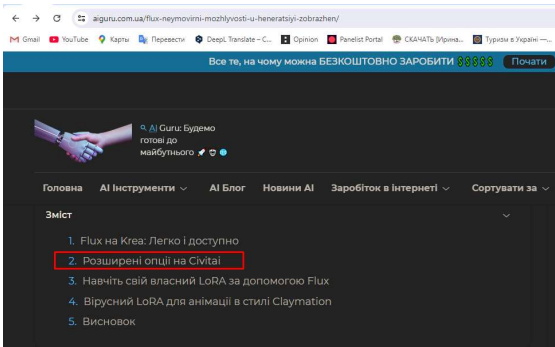 aiguru.com.ua/flux-neymovirni-mozhlyvosti-u-heneratsiyi-zobrazhen/
Gmail YouTube Карты Перевести DeepL Translate – C... Opinion Panelist Portal СКАЧАТЬ [Ирина... Туризм в Україні —...
Все те, на чому можна БЕЗКОШТОВНО ЗАРОБИТИ 💲💲💲💲💲 Почати
AI Guru: Будемо
готові до
майбутнього
Головна AI Інструменти AI Блог Новини AI Заробіток в інтернеті Сортувати за
Зміст
1. Flux на Krea: Легко і доступно
2. Розширені опції на Civitai
3. Навчіть свій власний LoRA за допомогою Flux
4. Вірусний LoRA для анімації в стилі Claymation
5. Висновок